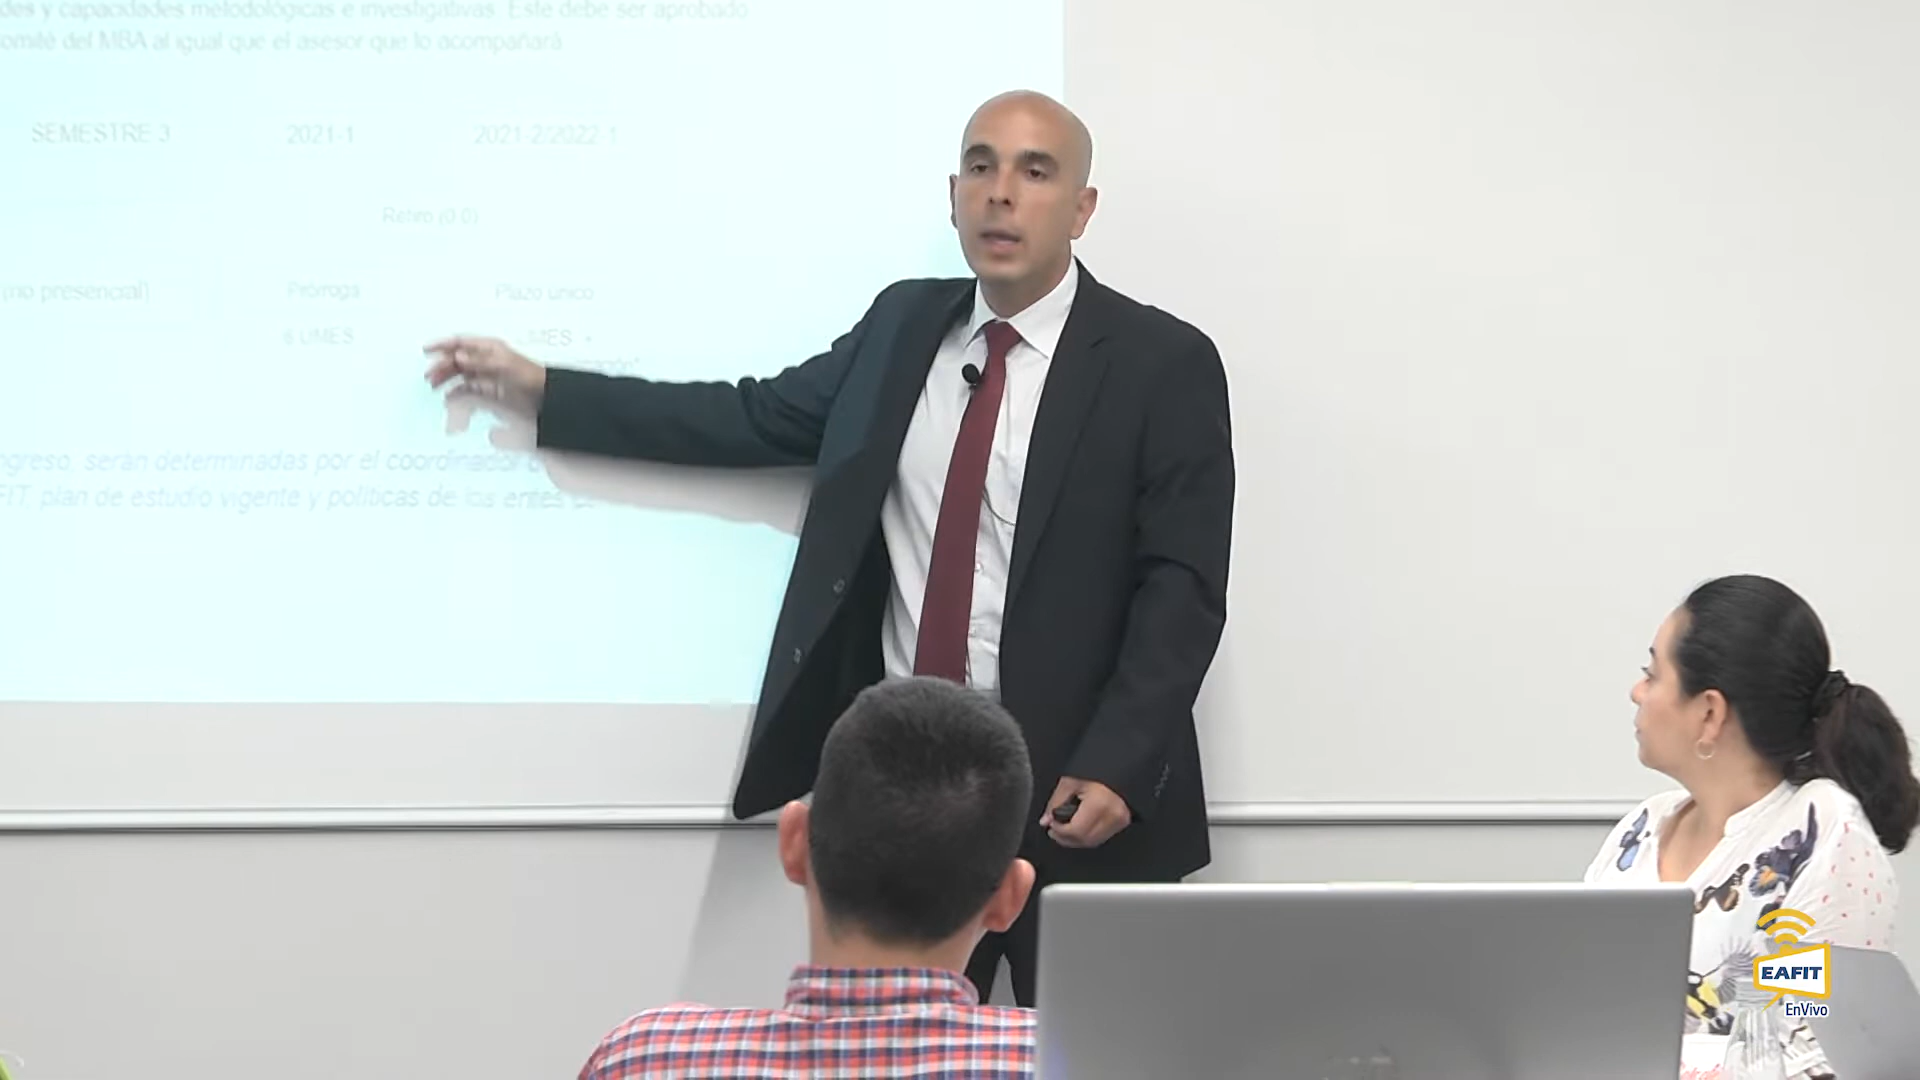 des y capacidades metodológicas e investigativas. Este debe ser aprobado
omité del MBA al igual que el asesor que lo acompañará
SEMESTRE 3 2021-1 2021-2/2022-1
Retiro (0.0)
(no presencial) Prórroga Plazo único
6 UMES UMES +
ngreso, serán determinadas por el coordinador
FIT, plan de estudio vigente y políticas de los entes
EAFIT
EnVivo